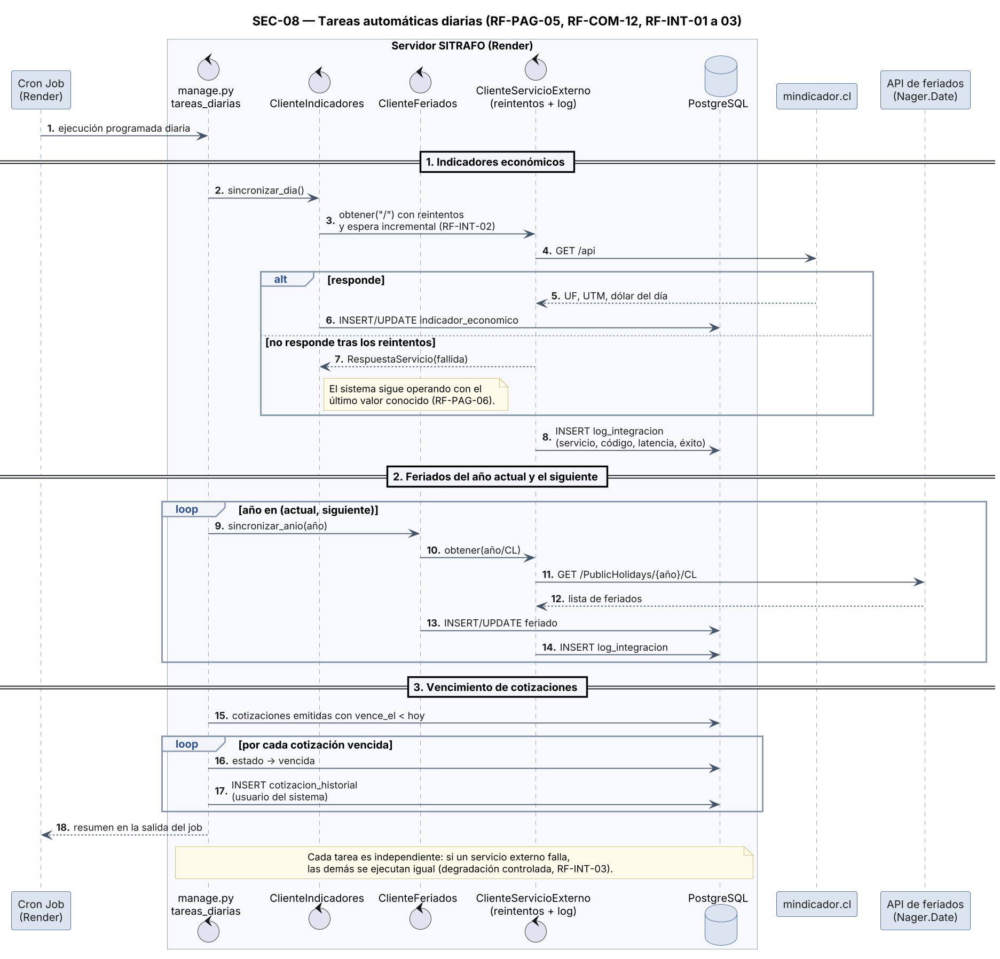 SEC-08 — Tareas automáticas diarias (RF-PAG-05, RF-COM-12, RF-INT-01 a 03)
Servidor SITRAFO (Render)
Cron Job
(Render)
manage.py
tareas_diarias
ClienteIndicadores
ClienteFeriados
ClienteServicioExterno
(reintentos + log)
PostgreSQL
mindicador.cl
API de feriados
(Nager.Date)
1. ejecución programada diaria
1. Indicadores económicos
2. sincronizar_dia()
3. obtener("/") con reintentos
y espera incremental (RF-INT-02)
4. GET /api
alt [responde]
5. UF, UTM, dólar del día
6. INSERT/UPDATE indicador_economico
[no responde tras los reintentos]
7. RespuestaServicio(fallida)
El sistema sigue operando con el
último valor conocido (RF-PAG-06).
8. INSERT log_integracion
(servicio, código, latencia, éxito)
2. Feriados del año actual y el siguiente
loop [año en (actual, siguiente)]
9. sincronizar_anio(año)
10. obtener(año/CL)
11. GET /PublicHolidays/{año}/CL
12. lista de feriados
13. INSERT/UPDATE feriado
14. INSERT log_integracion
3. Vencimiento de cotizaciones
15. cotizaciones emitidas con vence_el < hoy
loop [por cada cotización vencida]
16. estado → vencida
17. INSERT cotizacion_historial
(usuario del sistema)
18. resumen en la salida del job
Cada tarea es independiente: si un servicio externo falla,
las demás se ejecutan igual (degradación controlada, RF-INT-03).
Cron Job
(Render)
manage.py
tareas_diarias
ClienteIndicadores
ClienteFeriados
ClienteServicioExterno
(reintentos + log)
PostgreSQL
mindicador.cl
API de feriados
(Nager.Date)